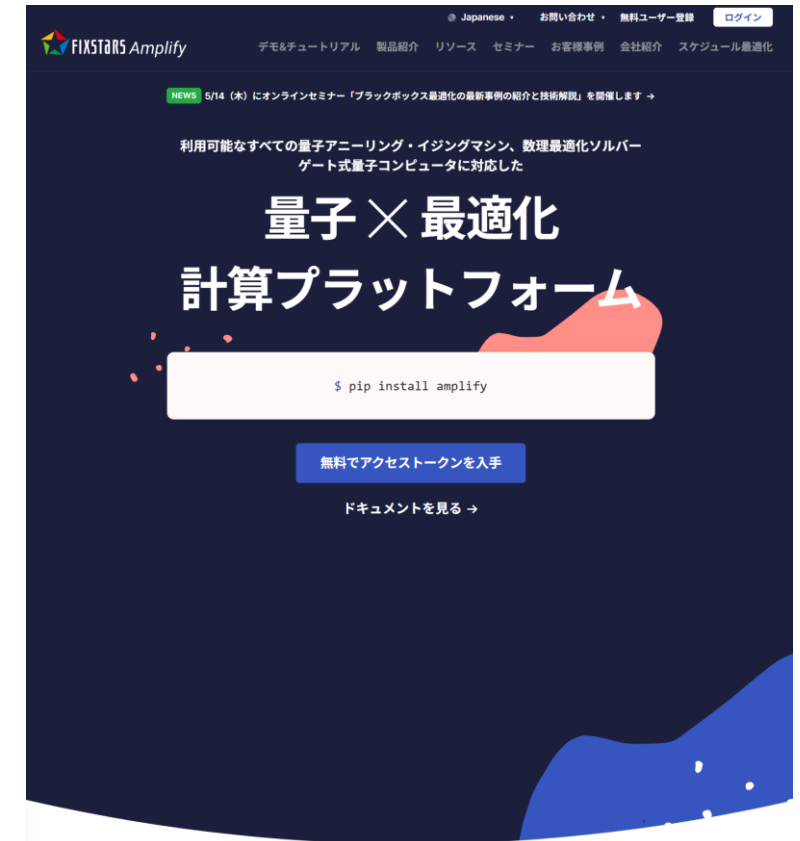 Japanese
お問い合わせ
無料ユーザー登録
ログイン
FIXSTARS Amplify
デモ&チュートリアル
製品紹介
リソース
セミナー
お客様事例
会社紹介
スケジュール最適化
NEWS 5/14（木）にオンラインセミナー「ブラックボックス最適化の最新事例の紹介と技術解説」を開催します →
利用可能なすべての量子アニーリング・イジングマシン、数理最適化ソルバー
ゲート式量子コンピュータに対応した
量子×最適化
計算プラットフォーム
$ pip install amplify
無料でアクセストークンを入手
ドキュメントを見る →